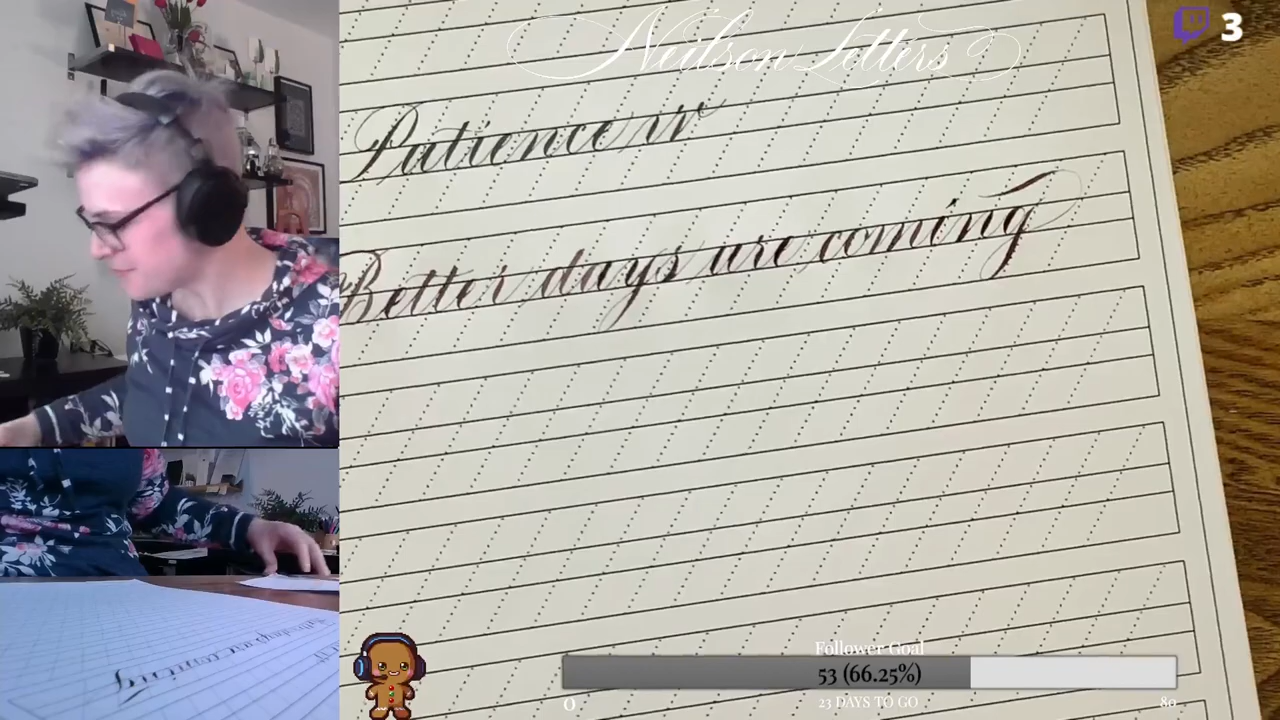 Neilson Letters
3
Patience is
Better days are coming
Follower Goal
53 (66.25%)
0 23 DAYS TO GO 80